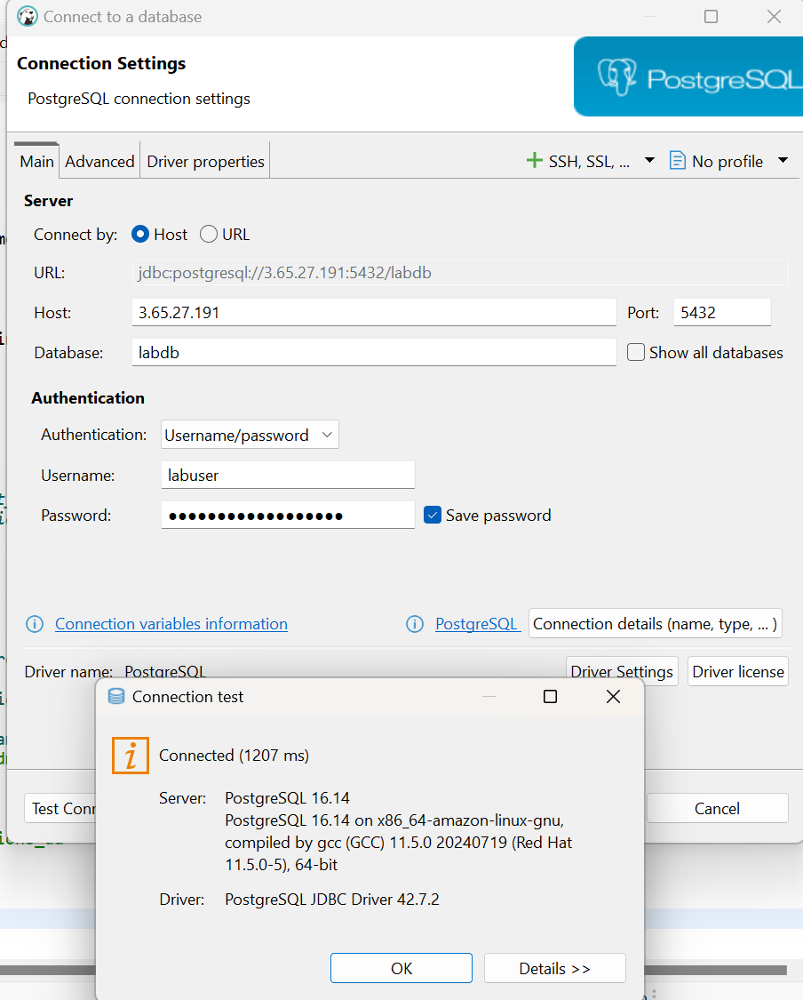 Connect to a database
Connection Settings
PostgreSQL connection settings
PostgreSQL
Main
Advanced
Driver properties
SSH, SSL, ...
No profile
Server
Connect by:
Host
URL
URL:
jdbc:postgresql://3.65.27.191:5432/labdb
Host:
3.65.27.191
Port:
5432
Database:
labdb
Show all databases
Authentication
Authentication:
Username/password
Username:
labuser
Password:
••••••••••••••••••
Save password
Connection variables information
PostgreSQL
Connection details (name, type, ... )
Driver name:
PostgreSQL
Driver Settings
Driver license
Connection test
Connected (1207 ms)
Server:
PostgreSQL 16.14
PostgreSQL 16.14 on x86_64-amazon-linux-gnu,
compiled by gcc (GCC) 11.5.0 20240719 (Red Hat
11.5.0-5), 64-bit
Driver:
PostgreSQL JDBC Driver 42.7.2
Test
Cancel
OK
Details >>